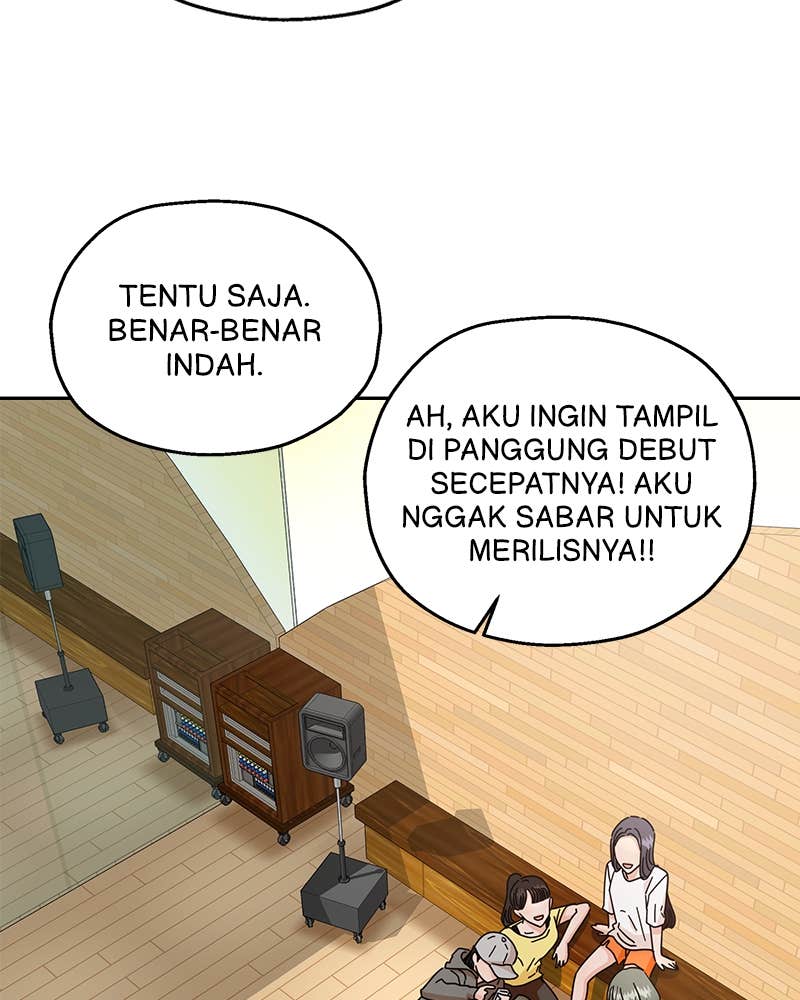 TENTU SAJA.
BENAR-BENAR
INDAH.
AH, AKU INGIN TAMPIL
DI PANGGUNG DEBUT
SECEPATNYA! AKU
NGGAK SABAR UNTUK
MERILISNYA!!